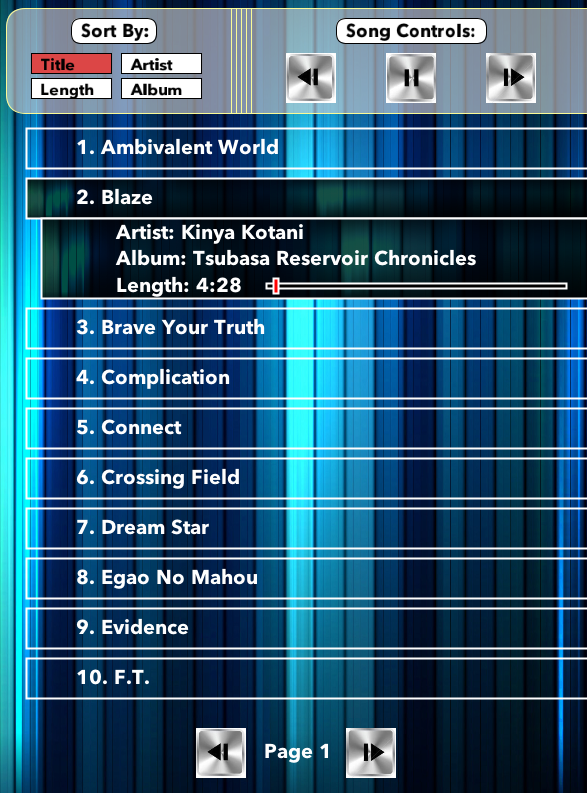 Sort By:
Song Controls:
Title
Artist
Length
Album
1. Ambivalent World
2. Blaze
Artist: Kinya Kotani
Album: Tsubasa Reservoir Chronicles
Length: 4:28
3. Brave Your Truth
4. Complication
5. Connect
6. Crossing Field
7. Dream Star
8. Egao No Mahou
9. Evidence
10. F.T.
Page 1